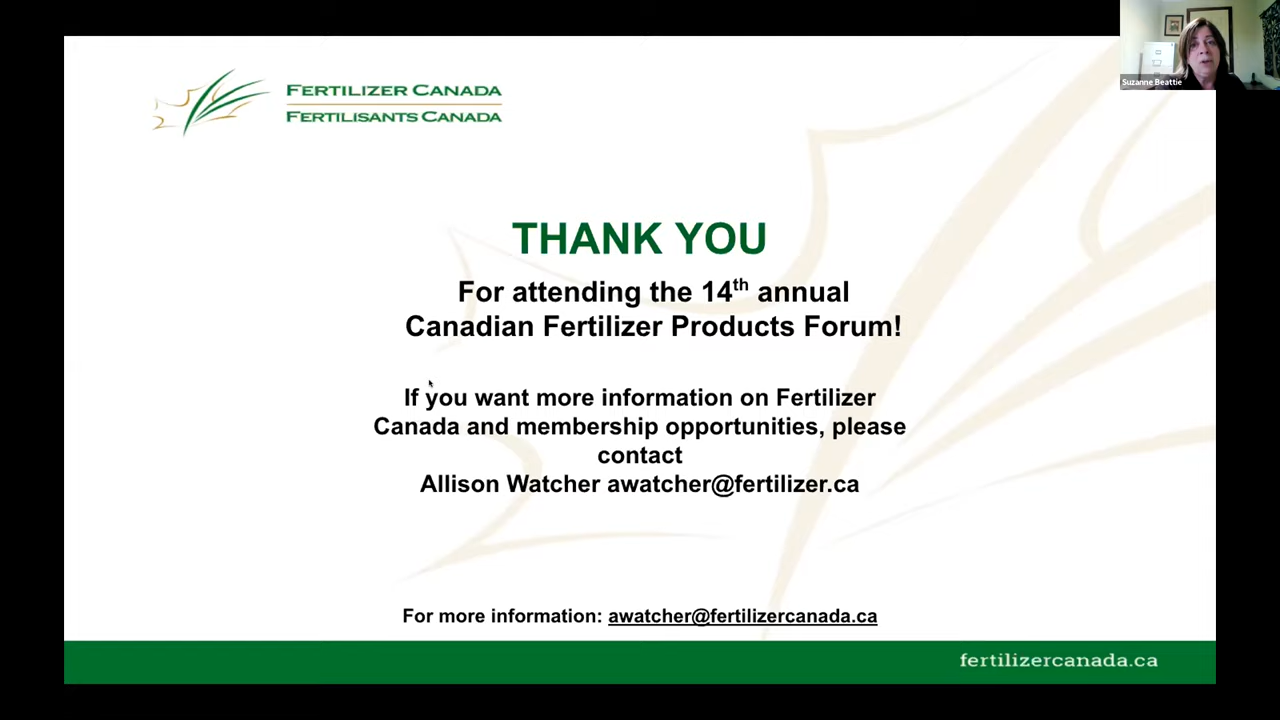 Suzanne Beattie
FERTILIZER CANADA
FERTILISANTS CANADA
THANK YOU
For attending the 14th annual
Canadian Fertilizer Products Forum!
If you want more information on Fertilizer
Canada and membership opportunities, please
contact
Allison Watcher awatcher@fertilizer.ca
For more information: awatcher@fertilizercanada.ca
fertilizercanada.ca